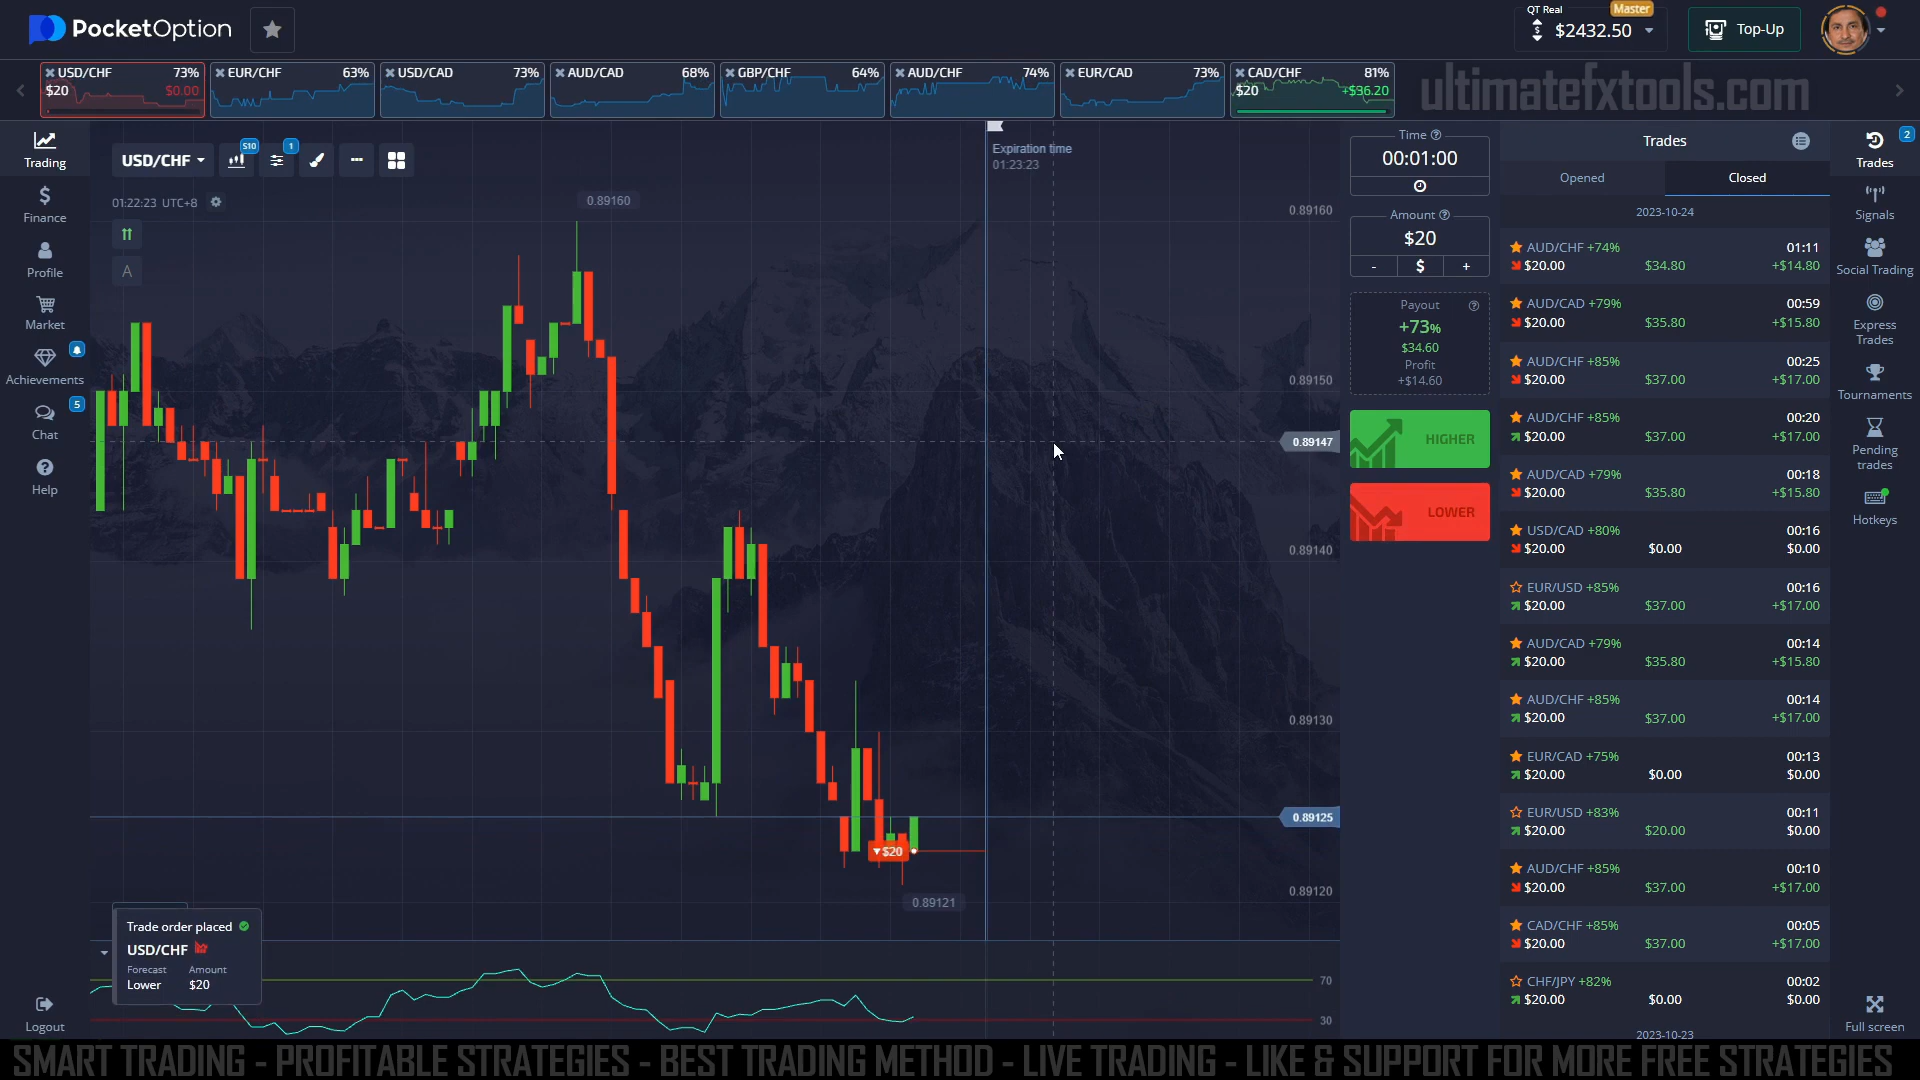 PocketOption
QT Real
Master
$2432.50
Top-Up
USD/CHF 73%
$20 $0.00
EUR/CHF 63%
USD/CAD 73%
AUD/CAD 68%
GBP/CHF 64%
AUD/CHF 74%
EUR/CAD 73%
CAD/CHF 81%
$20 +$36.20
ultimatefxtools.com
Trading
Finance
Profile
Market
Achievements
5
Chat
Help
Logout
USD/CHF
S10
1
01:22:23 UTC+8
A
0.89160
Expiration time
01:23:23
0.89160
0.89150
0.89147
0.89140
0.89130
0.89125
0.89120
$20
0.89121
Trade order placed
USD/CHF
Forecast Amount
Lower $20
70
30
Time
00:01:00
Amount
$20
- $ +
Payout
+73%
$34.60
Profit
+$14.60
HIGHER
LOWER
Trades
Opened Closed
2023-10-24
AUD/CHF +74% 01:11
$20.00 $34.80 +$14.80
AUD/CAD +79% 00:59
$20.00 $35.80 +$15.80
AUD/CHF +85% 00:25
$20.00 $37.00 +$17.00
AUD/CHF +85% 00:20
$20.00 $37.00 +$17.00
AUD/CAD +79% 00:18
$20.00 $35.80 +$15.80
USD/CAD +80% 00:16
$20.00 $0.00 $0.00
EUR/USD +85% 00:16
$20.00 $37.00 +$17.00
AUD/CAD +79% 00:14
$20.00 $35.80 +$15.80
AUD/CHF +85% 00:14
$20.00 $37.00 +$17.00
EUR/CAD +75% 00:13
$20.00 $0.00 $0.00
EUR/USD +83% 00:11
$20.00 $20.00 $0.00
AUD/CHF +85% 00:10
$20.00 $37.00 +$17.00
CAD/CHF +85% 00:05
$20.00 $37.00 +$17.00
CHF/JPY +82% 00:02
$20.00 $0.00 $0.00
2023-10-23
2
Trades
Signals
Social Trading
Express
Trades
Tournaments
Pending
trades
Hotkeys
Full screen
SMART TRADING - PROFITABLE STRATEGIES - BEST TRADING METHOD - LIVE TRADING - LIKE & SUPPORT FOR MORE FREE STRATEGIES